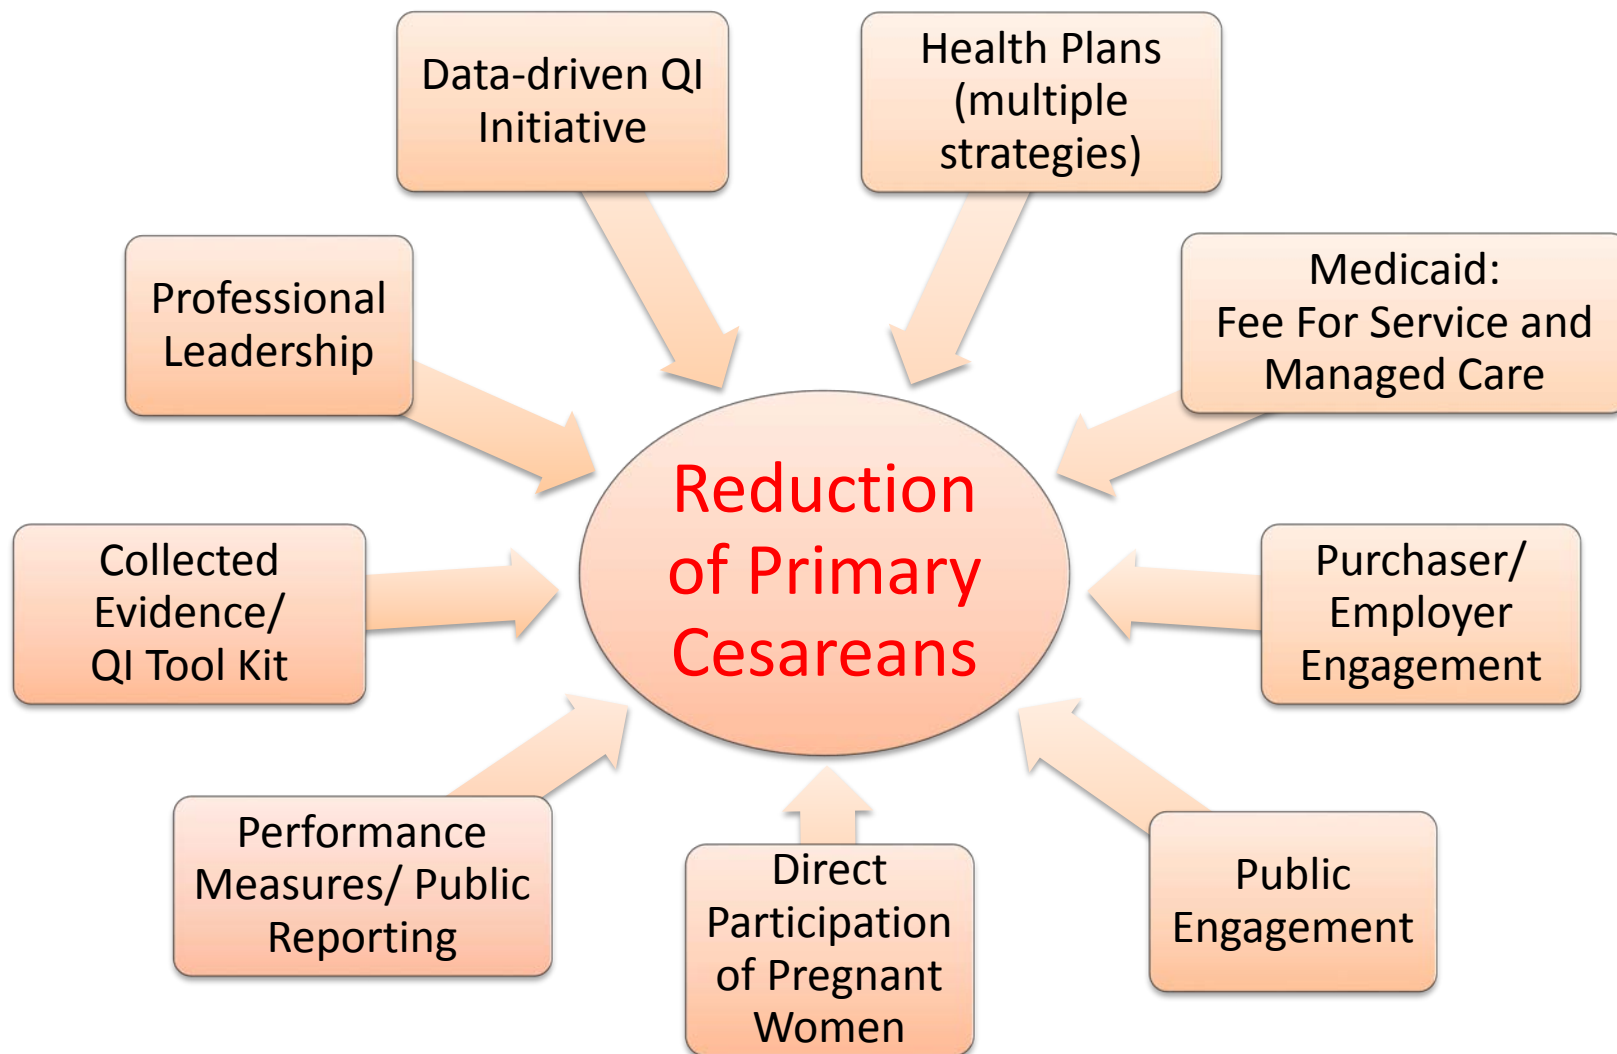 Data-driven QI
Initiative
Health Plans
(multiple
strategies)
Professional
Leadership
Medicaid:
Fee For Service and
Managed Care
Reduction
of Primary
Cesareans
Collected
Evidence/
QI Tool Kit
Purchaser/
Employer
Engagement
Performance
Measures/ Public
Reporting
Direct
Participation
of Pregnant
Women
Public
Engagement